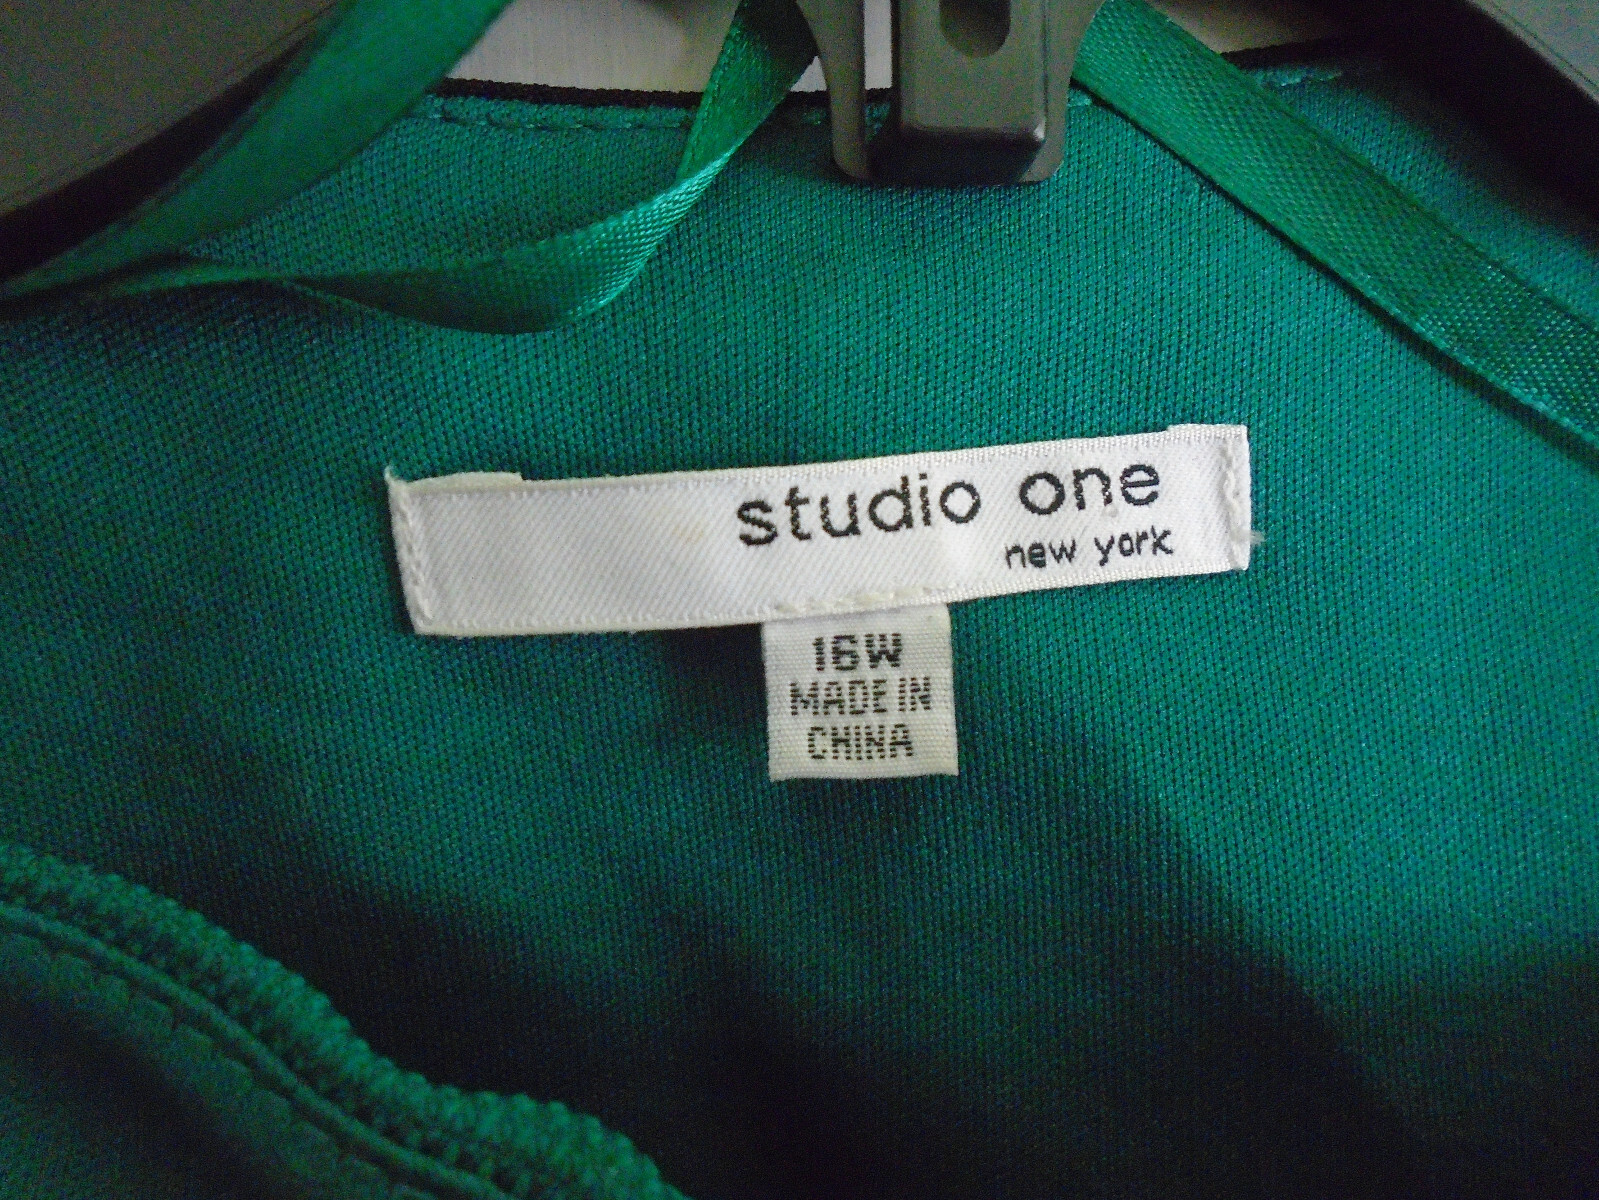 studio one
new york
16W
MADE IN
CHINA